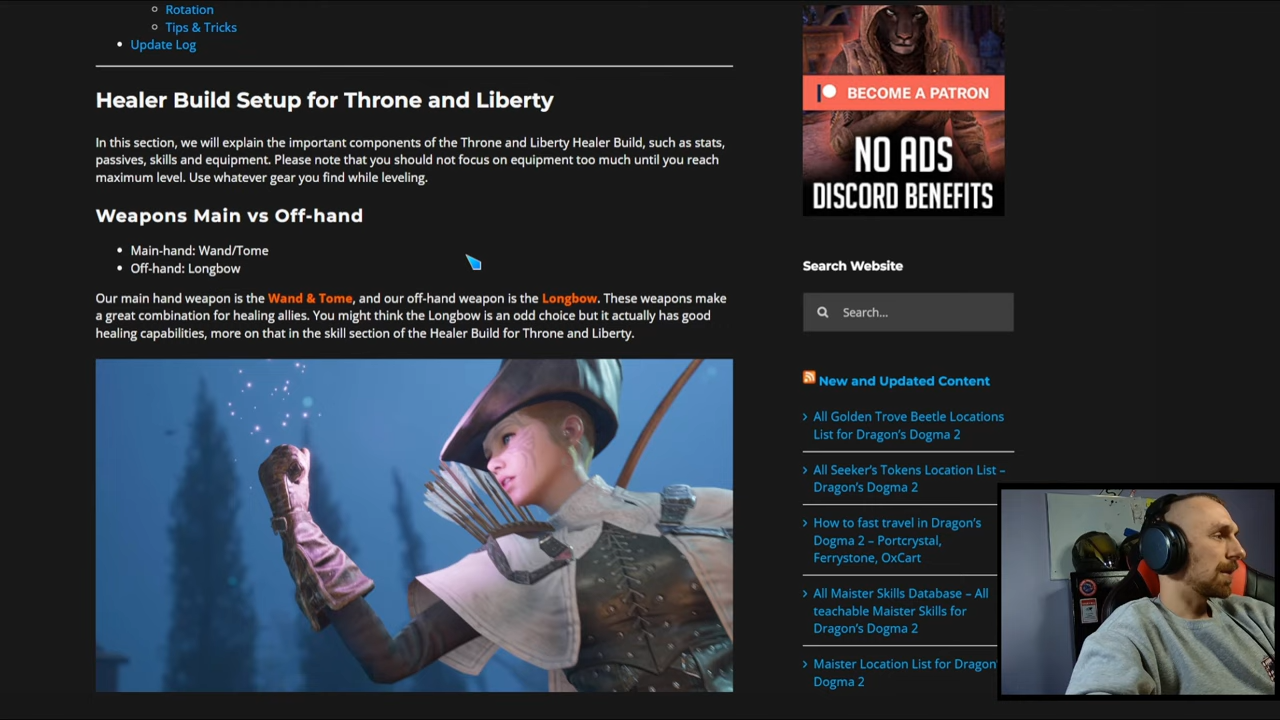 Rotation
Tips & Tricks
Update Log
Healer Build Setup for Throne and Liberty
In this section, we will explain the important components of the Throne and Liberty Healer Build, such as stats,
passives, skills and equipment. Please note that you should not focus on equipment too much until you reach
maximum level. Use whatever gear you find while leveling.
Weapons Main vs Off-hand
Main-hand: Wand/Tome
Off-hand: Longbow
Our main hand weapon is the Wand & Tome, and our off-hand weapon is the Longbow. These weapons make
a great combination for healing allies. You might think the Longbow is an odd choice but it actually has good
healing capabilities, more on that in the skill section of the Healer Build for Throne and Liberty.
BECOME A PATRON
NO ADS
DISCORD BENEFITS
Search Website
Search...
New and Updated Content
All Golden Trove Beetle Locations
List for Dragon's Dogma 2
All Seeker's Tokens Location List –
Dragon's Dogma 2
How to fast travel in Dragon's
Dogma 2 – Portcrystal,
Ferrystone, OxCart
All Maister Skills Database – All
teachable Maister Skills for
Dragon's Dogma 2
Maister Location List for Dragon'
Dogma 2